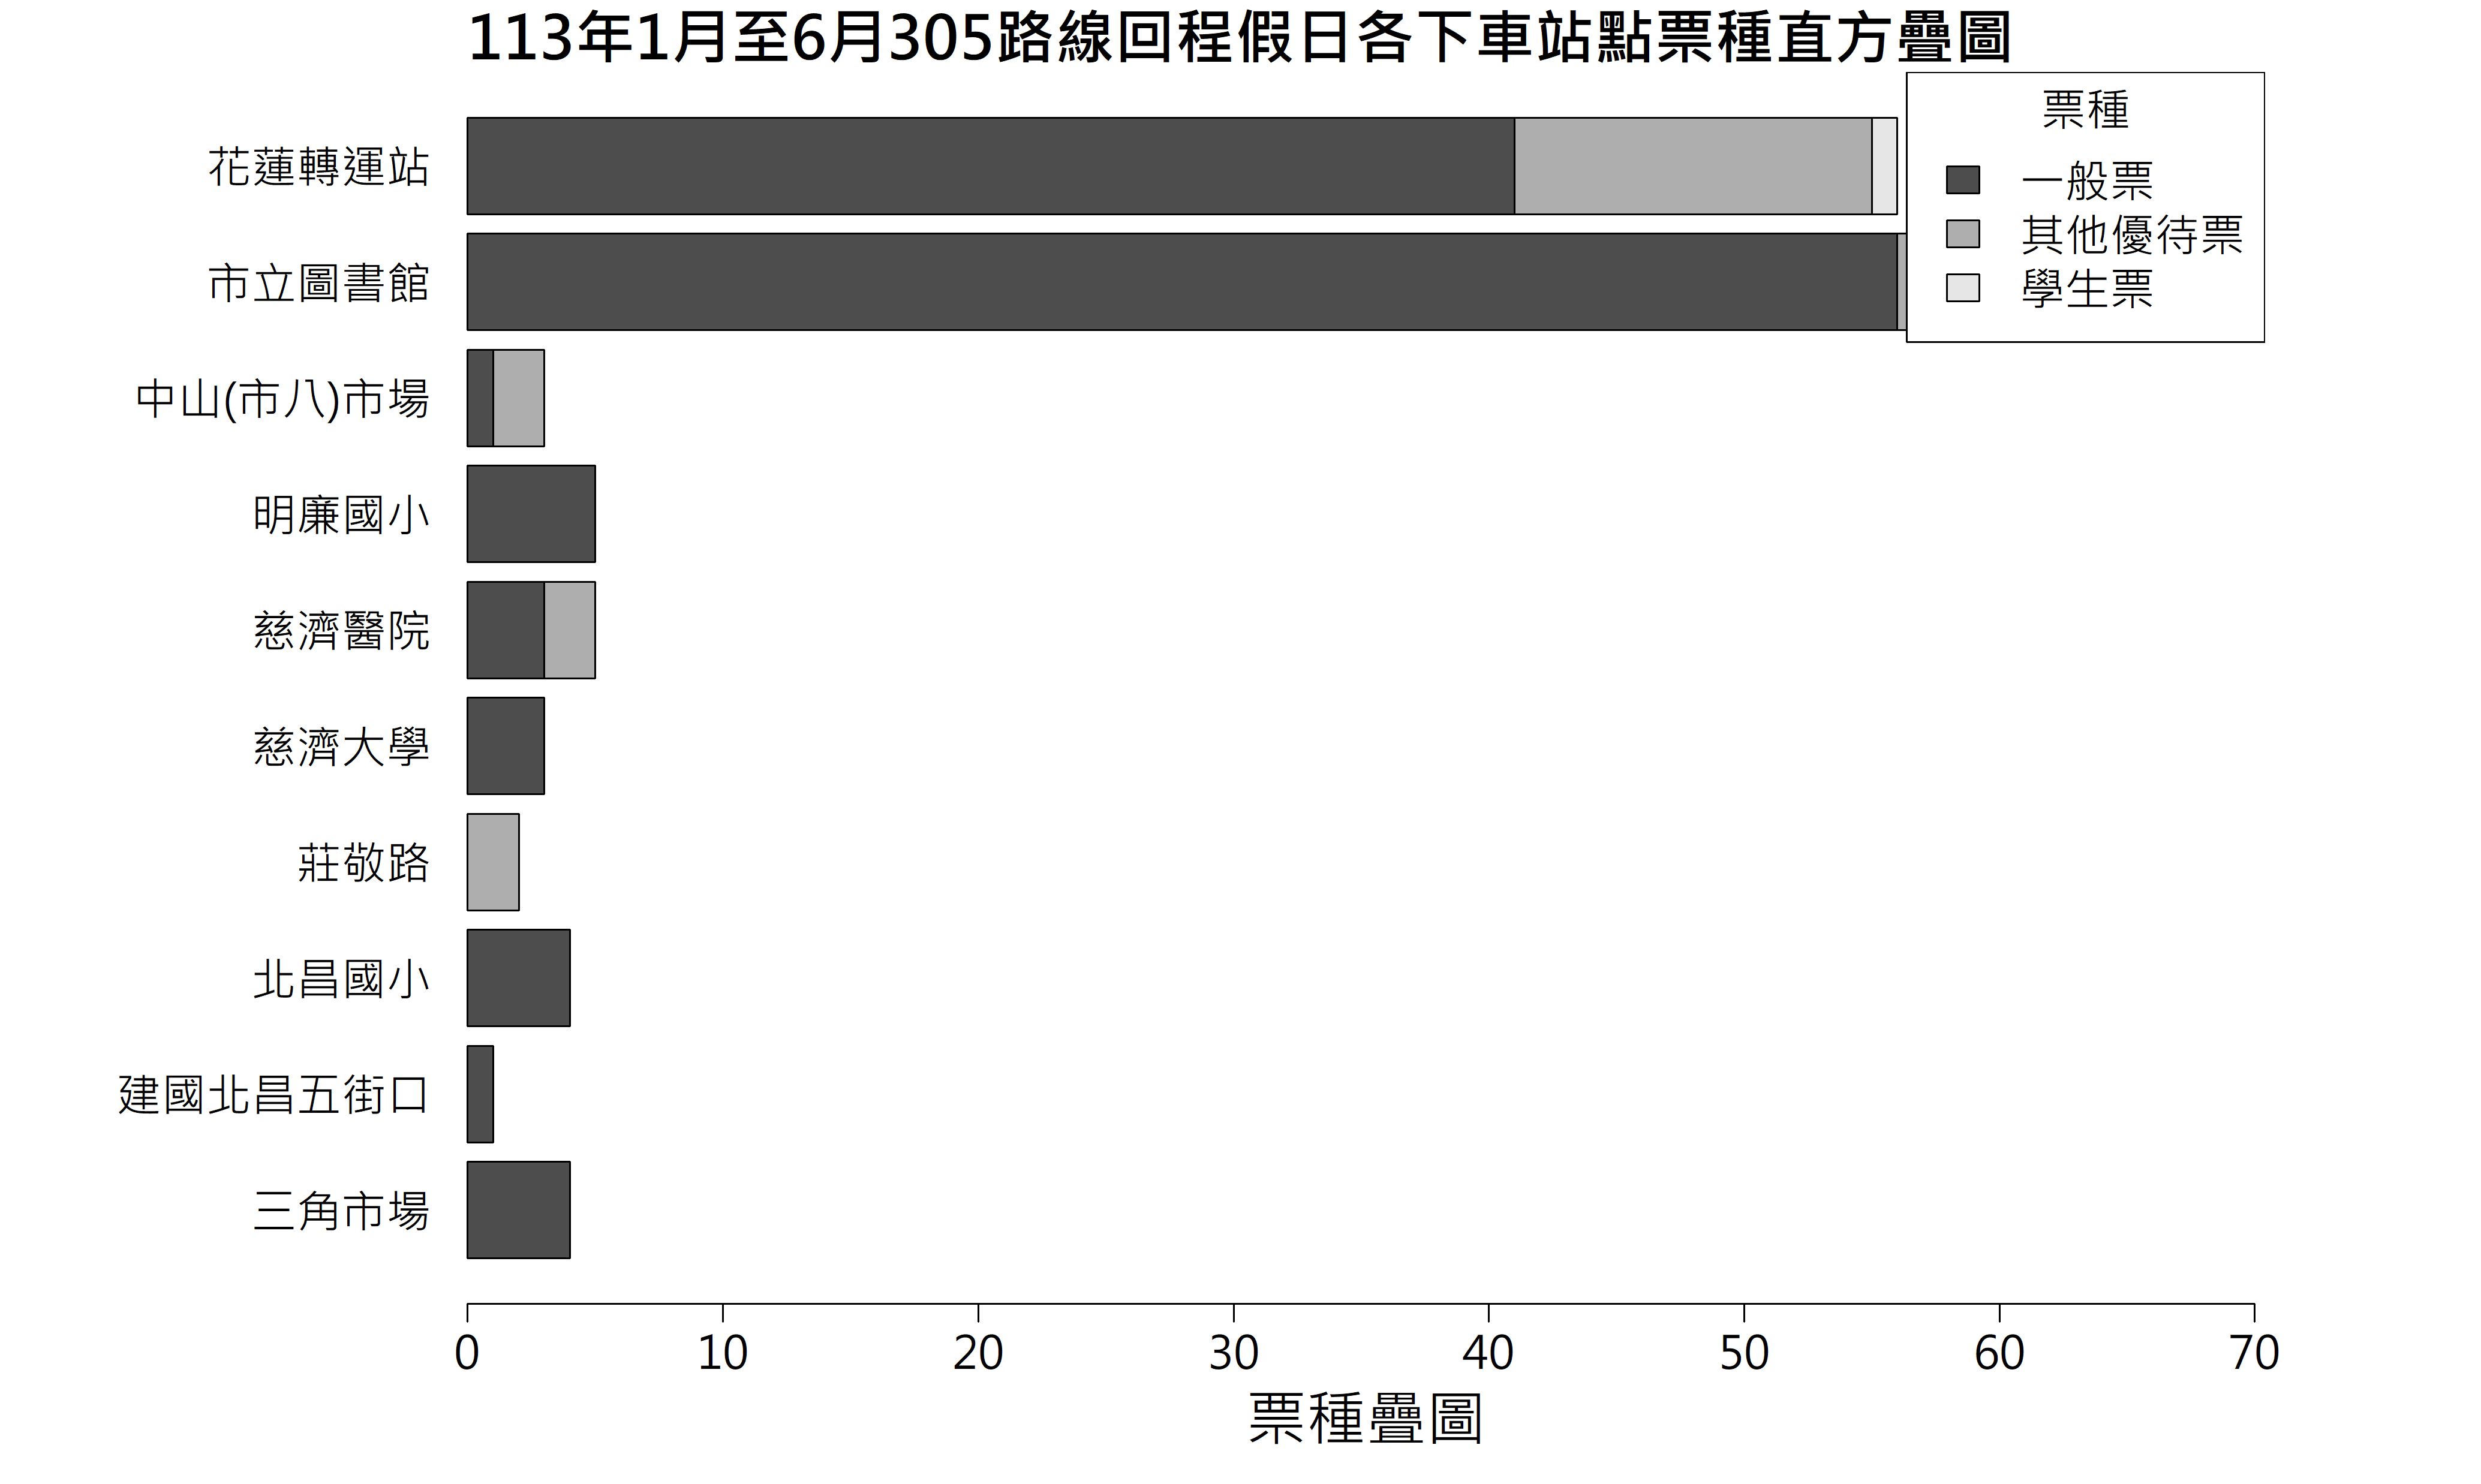 113年1月至6月305路線回程假日各下車站點票種直方疊圖
票種
一般票
其他優待票
學生票
花蓮轉運站
市立圖書館
中山(市八)市場
明廉國小
慈濟醫院
慈濟大學
莊敬路
北昌國小
建國北昌五街口
三角市場
0 10 20 30 40 50 60 70
票種疊圖